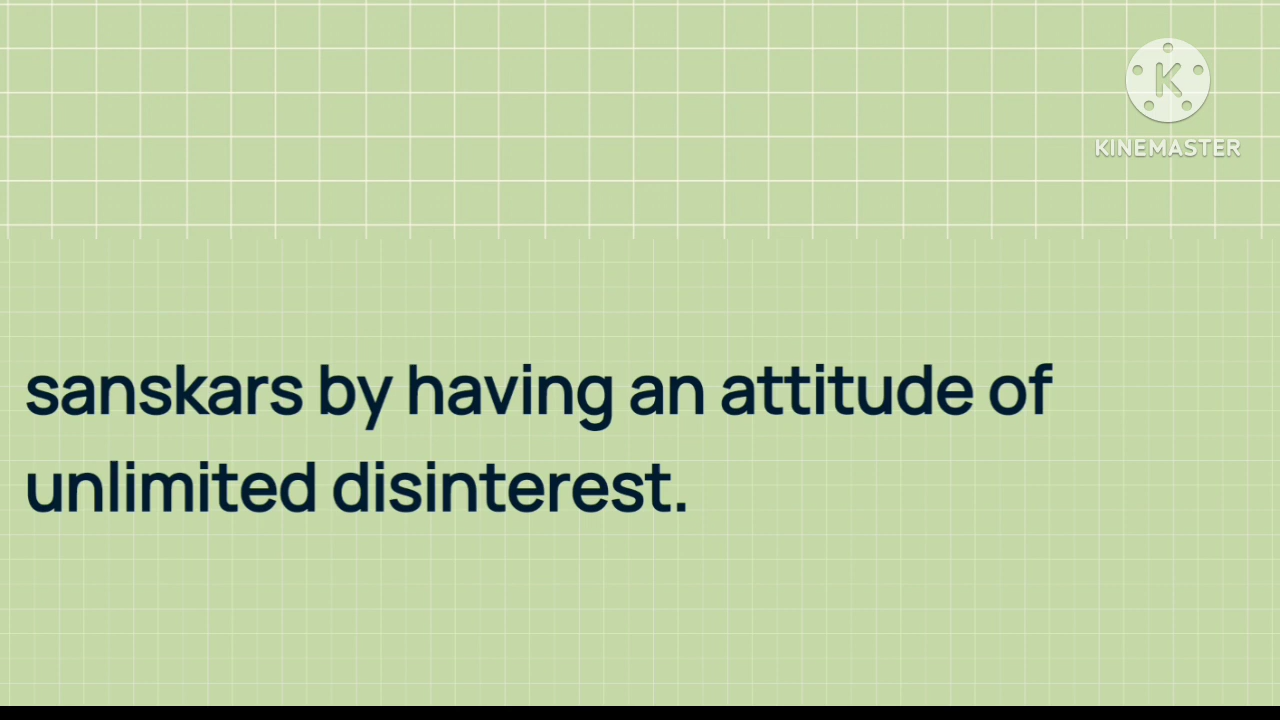 K
KINEMASTER
sanskars by having an attitude of
unlimited disinterest.